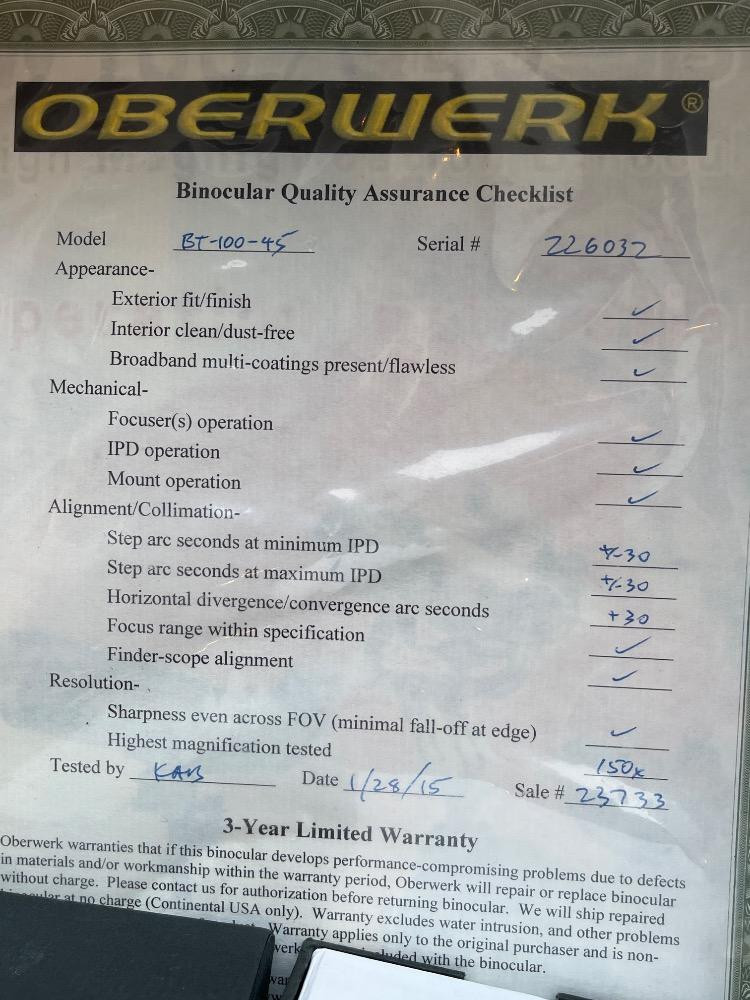 OBERWERK®
Binocular Quality Assurance Checklist
Model BT-100-45 Serial # 226032
Appearance-
Exterior fit/finish ✓
Interior clean/dust-free ✓
Broadband multi-coatings present/flawless ✓
Mechanical-
Focuser(s) operation ✓
IPD operation ✓
Mount operation ✓
Alignment/Collimation-
Step arc seconds at minimum IPD +/-30
Step arc seconds at maximum IPD +/-30
Horizontal divergence/convergence arc seconds +30
Focus range within specification ✓
Finder-scope alignment ✓
Resolution-
Sharpness even across FOV (minimal fall-off at edge) ✓
Highest magnification tested 150x
Tested by KAB Date 1/28/15 Sale # 23733
3-Year Limited Warranty
Oberwerk warranties that if this binocular develops performance-compromising problems due to defects
in materials and/or workmanship within the warranty period, Oberwerk will repair or replace binocular
without charge. Please contact us for authorization before returning binocular. We will ship repaired
at no charge (Continental USA only). Warranty excludes water intrusion, and other problems
Warranty applies only to the original purchaser and is non-
with the binocular.